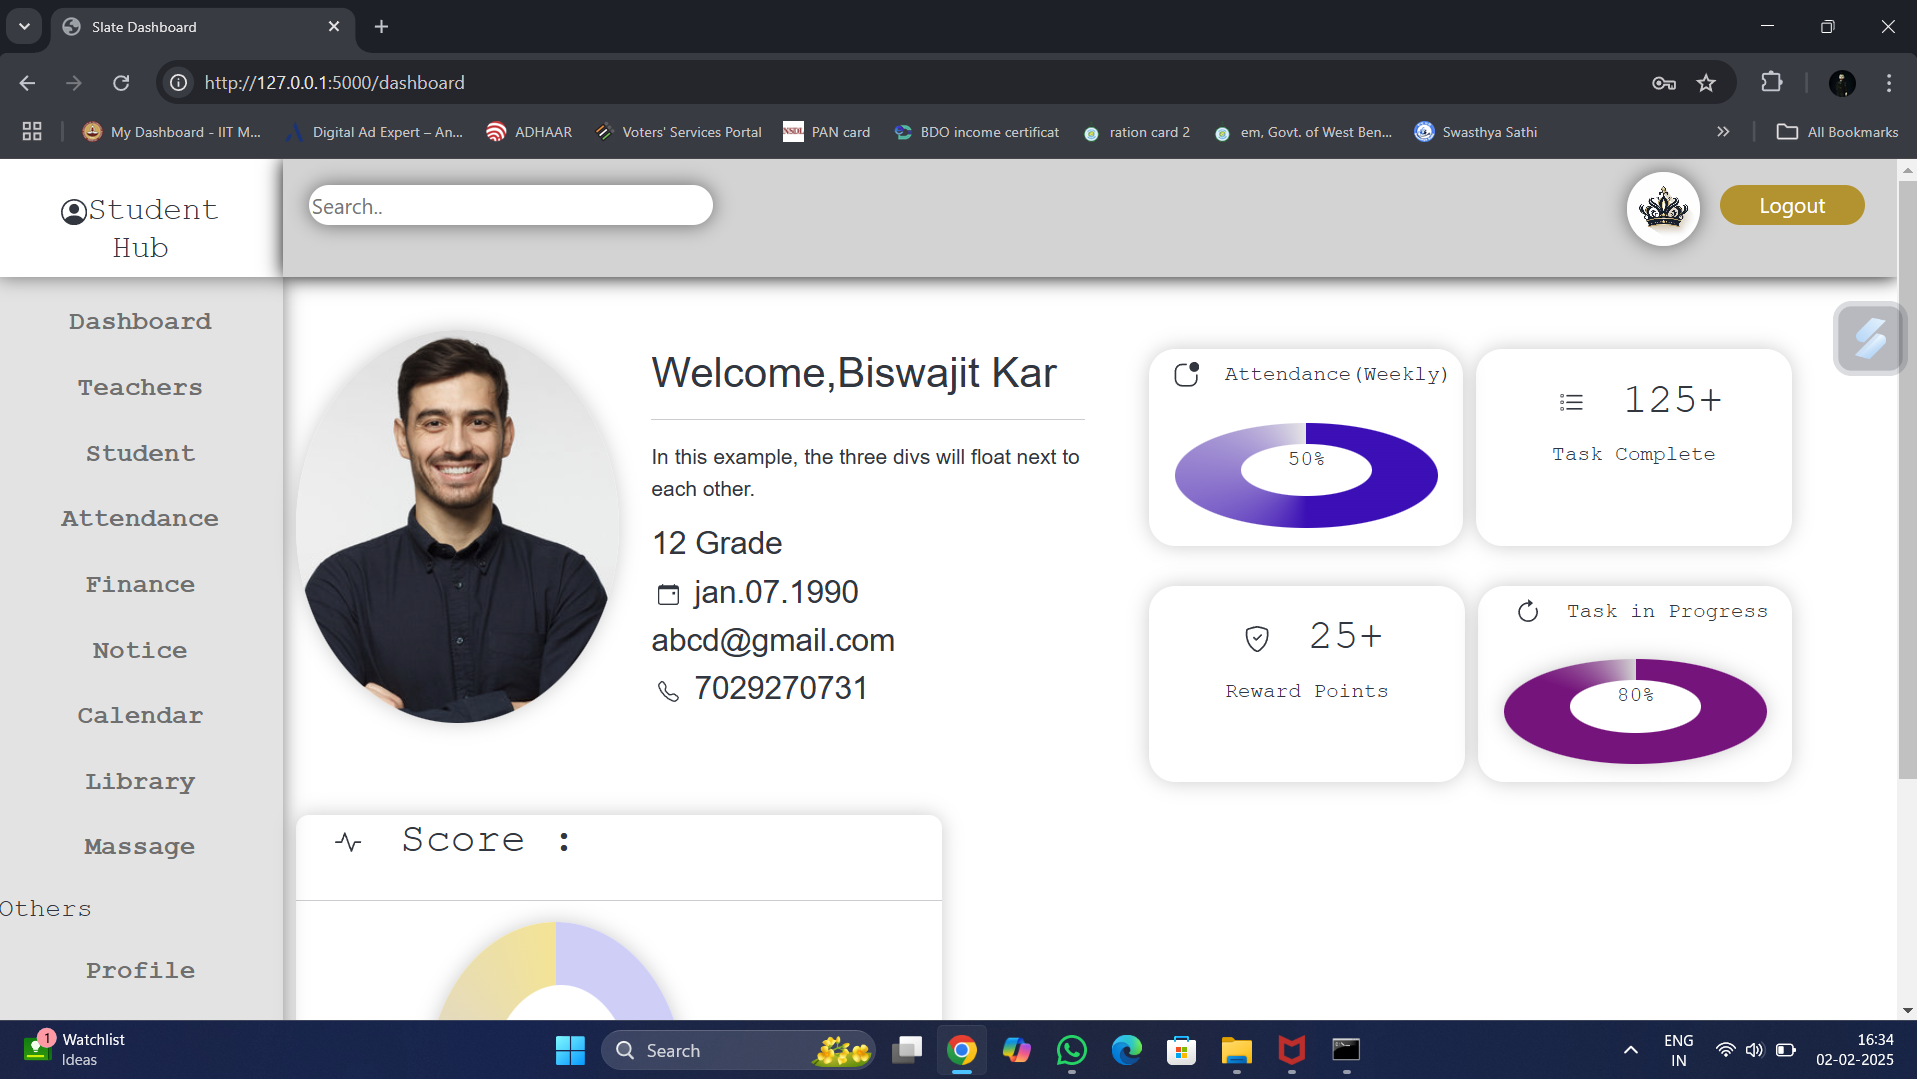 Slate Dashboard
http://127.0.0.1:5000/dashboard
My Dashboard - IIT M...
Digital Ad Expert – An...
ADHAAR
Voters' Services Portal
NSDL
PAN card
BDO income certificat
ration card 2
em, Govt. of West Ben...
Swasthya Sathi
All Bookmarks
Student
Hub
Search..
Logout
Dashboard
Teachers
Student
Attendance
Finance
Notice
Calendar
Library
Massage
Others
Profile
Welcome,Biswajit Kar
In this example, the three divs will float next to
each other.
12 Grade
jan.07.1990
abcd@gmail.com
7029270731
Attendance(Weekly)
50%
125+
Task Complete
25+
Reward Points
Task in Progress
80%
Score :
1
Watchlist
Ideas
Search
ENG
IN
16:34
02-02-2025